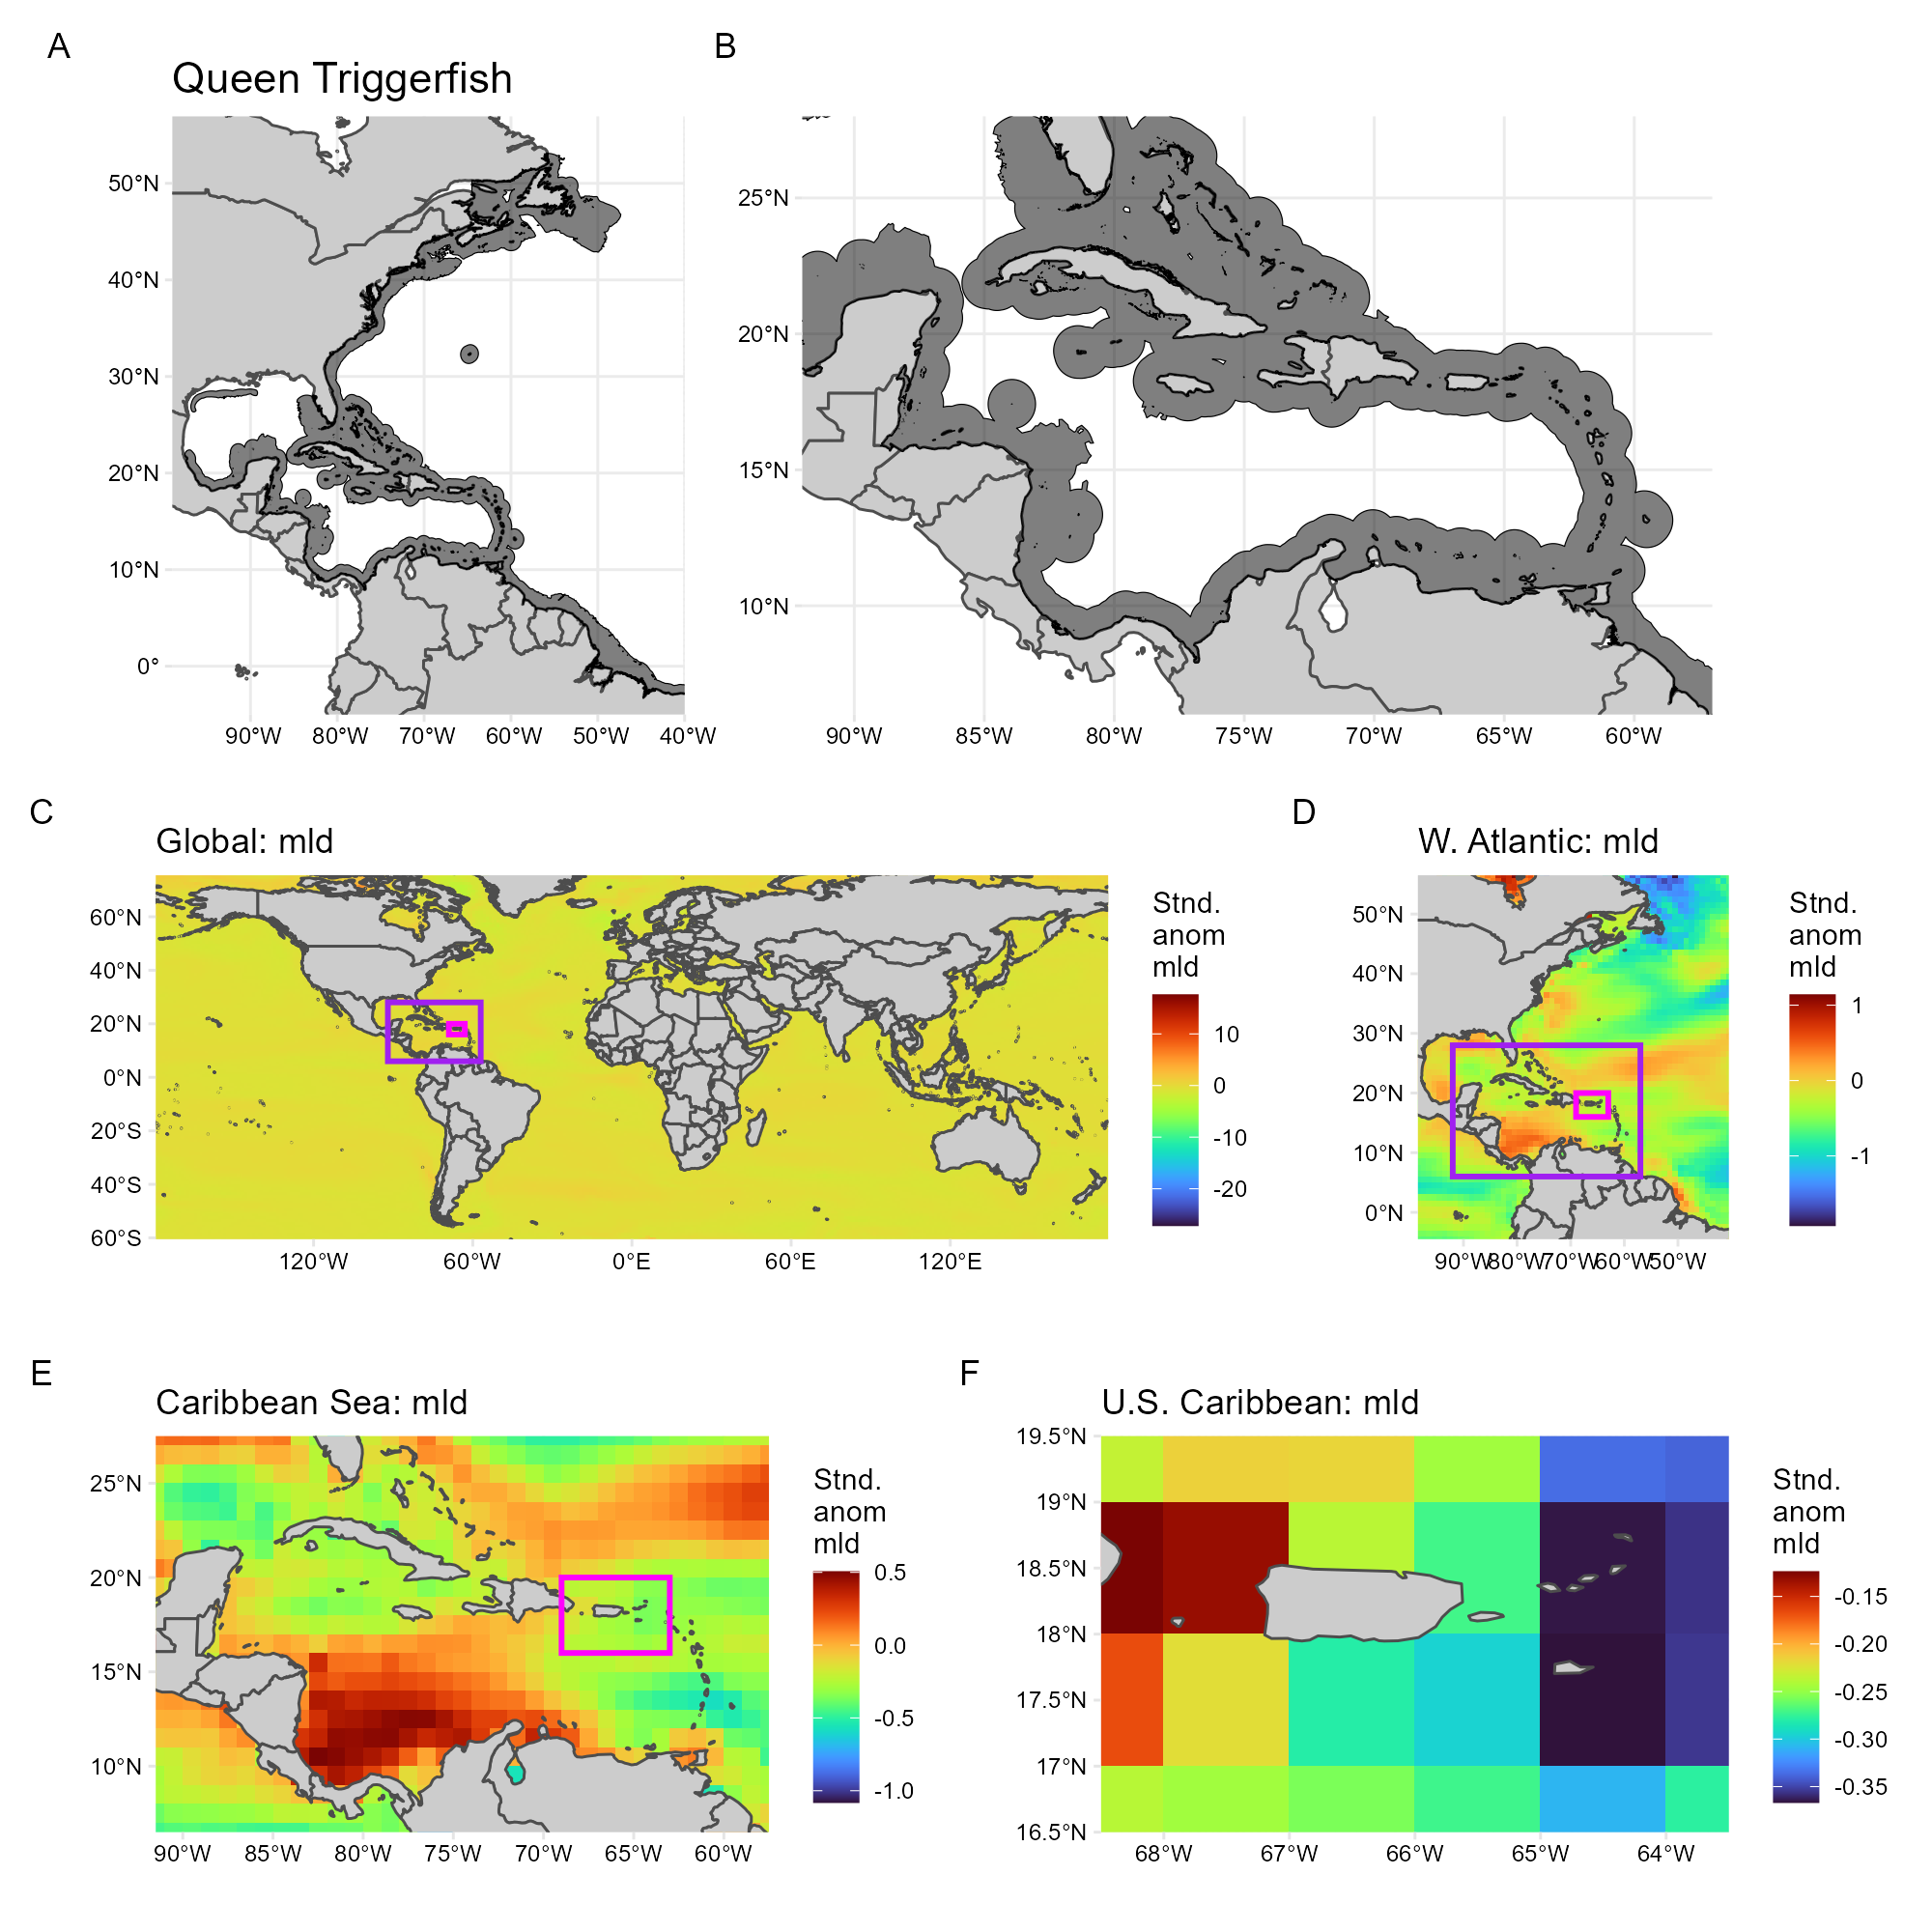 A
Queen Triggerfish
50°N
40°N
30°N
20°N
10°N
0°
90°W 80°W 70°W 60°W 50°W 40°W
B
25°N
20°N
15°N
10°N
90°W 85°W 80°W 75°W 70°W 65°W 60°W
C
Global: mld
60°N
40°N
20°N
0°N
20°S
40°S
60°S
120°W 60°W 0°E 60°E 120°E
Stnd.
anom
mld
10
0
-10
-20
D
W. Atlantic: mld
50°N
40°N
30°N
20°N
10°N
0°N
90°W 80°W 70°W 60°W 50°W
Stnd.
anom
mld
1
0
-1
E
Caribbean Sea: mld
25°N
20°N
15°N
10°N
90°W 85°W 80°W 75°W 70°W 65°W 60°W
Stnd.
anom
mld
0.5
0.0
-0.5
-1.0
F
U.S. Caribbean: mld
19.5°N
19°N
18.5°N
18°N
17.5°N
17°N
16.5°N
68°W 67°W 66°W 65°W 64°W
Stnd.
anom
mld
-0.15
-0.20
-0.25
-0.30
-0.35